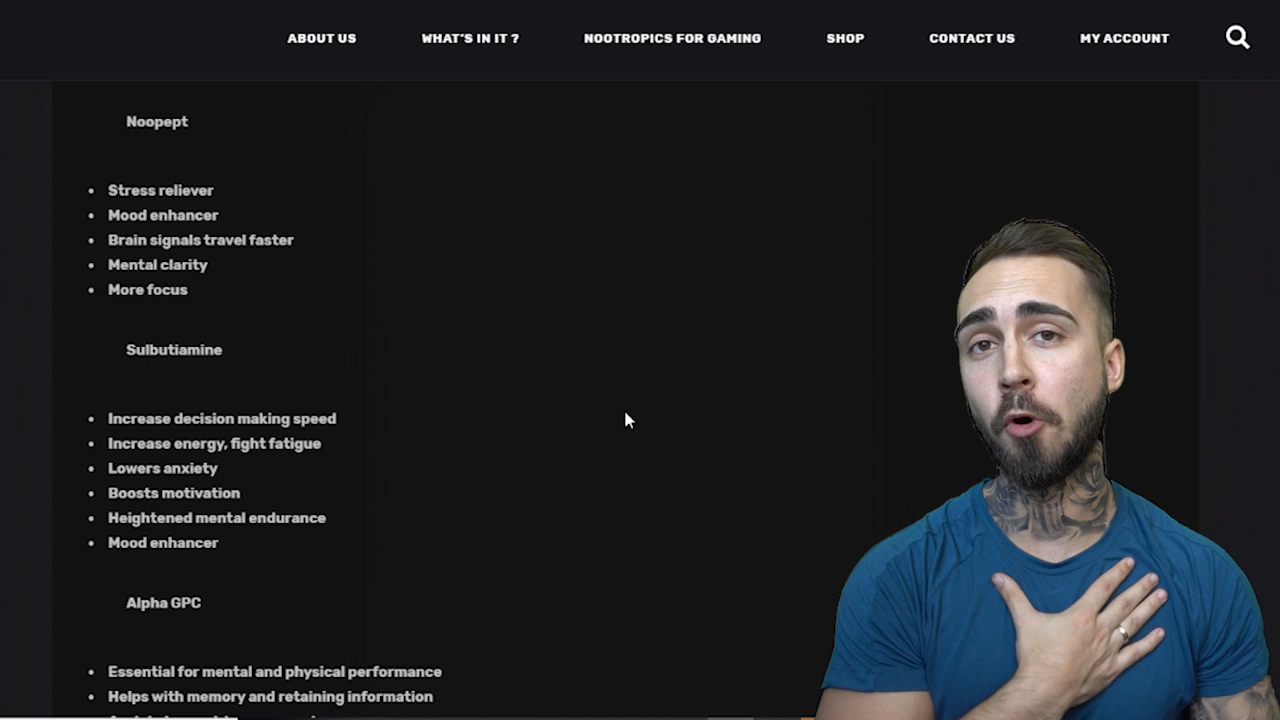 ABOUT US WHAT'S IN IT ? NOOTROPICS FOR GAMING SHOP CONTACT US MY ACCOUNT
Noopept
• Stress reliever
• Mood enhancer
• Brain signals travel faster
• Mental clarity
• More focus
Sulbutiamine
• Increase decision making speed
• Increase energy, fight fatigue
• Lowers anxiety
• Boosts motivation
• Heightened mental endurance
• Mood enhancer
Alpha GPC
• Essential for mental and physical performance
• Helps with memory and retaining information